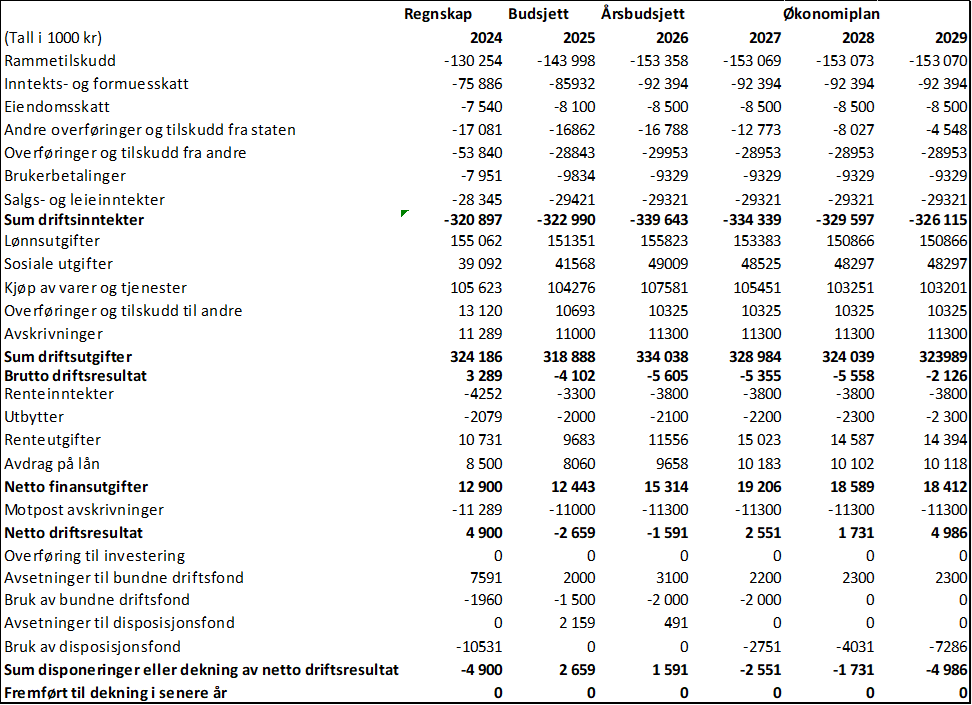 Regnskap Budsjett Årsbudsjett Økonomiplan
(Tall i 1000 kr) 2024 2025 2026 2027 2028 2029
Rammetilskudd -130 254 -143 998 -153 358 -153 069 -153 073 -153 070
Inntekts- og formuesskatt -75 886 -85932 -92 394 -92 394 -92 394 -92 394
Eiendomsskatt -7 540 -8 100 -8 500 -8 500 -8 500 -8 500
Andre overføringer og tilskudd fra staten -17 081 -16862 -16 788 -12 773 -8 027 -4 548
Overføringer og tilskudd fra andre -53 840 -28843 -29953 -28953 -28953 -28953
Brukerbetalinger -7 951 -9834 -9329 -9329 -9329 -9329
Salgs- og leieinntekter -28 345 -29421 -29321 -29321 -29321 -29321
Sum driftsinntekter -320 897 -322 990 -339 643 -334 339 -329 597 -326 115
Lønnsutgifter 155 062 151351 155823 153383 150866 150866
Sosiale utgifter 39 092 41568 49009 48525 48297 48297
Kjøp av varer og tjenester 105 623 104276 107581 105451 103251 103201
Overføringer og tilskudd til andre 13 120 10693 10325 10325 10325 10325
Avskrivninger 11 289 11000 11300 11300 11300 11300
Sum driftsutgifter 324 186 318 888 334 038 328 984 324 039 323989
Brutto driftsresultat 3 289 -4 102 -5 605 -5 355 -5 558 -2 126
Renteinntekter -4252 -3300 -3800 -3800 -3800 -3800
Utbytter -2079 -2000 -2100 -2200 -2300 -2 300
Renteutgifter 10 731 9683 11556 15 023 14 587 14 394
Avdrag på lån 8 500 8060 9658 10 183 10 102 10 118
Netto finansutgifter 12 900 12 443 15 314 19 206 18 589 18 412
Motpost avskrivninger -11 289 -11000 -11300 -11300 -11300 -11300
Netto driftsresultat 4 900 -2 659 -1 591 2 551 1 731 4 986
Overføring til investering 0 0 0 0 0 0
Avsetninger til bundne driftsfond 7591 2000 3100 2200 2300 2300
Bruk av bundne driftsfond -1960 -1 500 -2 000 -2 000 0 0
Avsetninger til disposisjonsfond 0 2 159 491 0 0 0
Bruk av disposisjonsfond -10531 0 0 -2751 -4031 -7286
Sum disponeringer eller dekning av netto driftsresultat -4 900 2 659 1 591 -2 551 -1 731 -4 986
Fremført til dekning i senere år 0 0 0 0 0 0